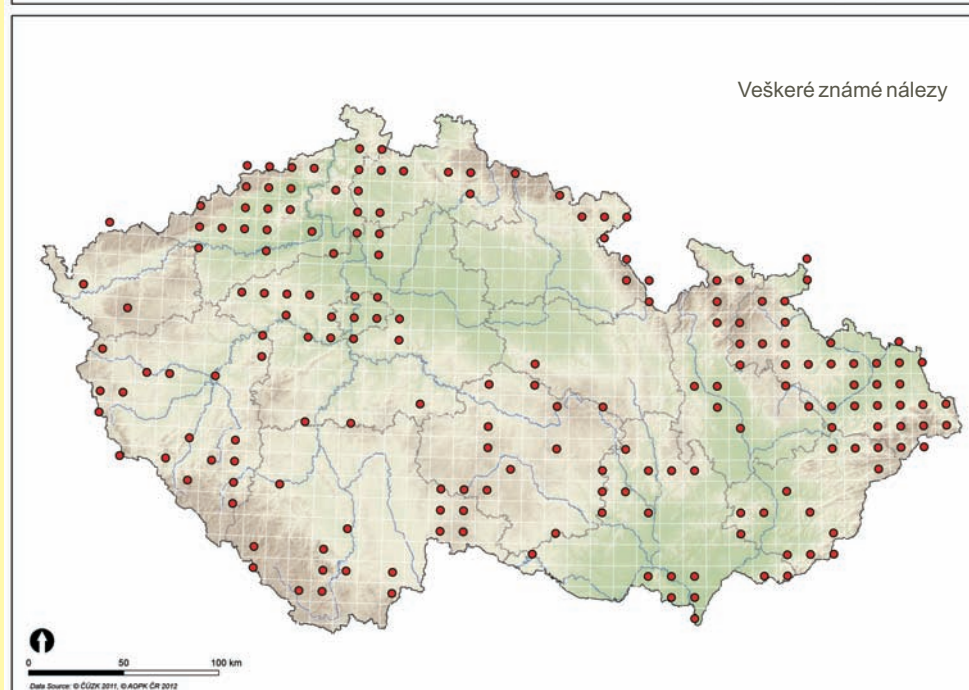 Veškeré známé nálezy
0 50 100 km
Data Source: © ČÚZK 2011, © AOPK ČR 2012